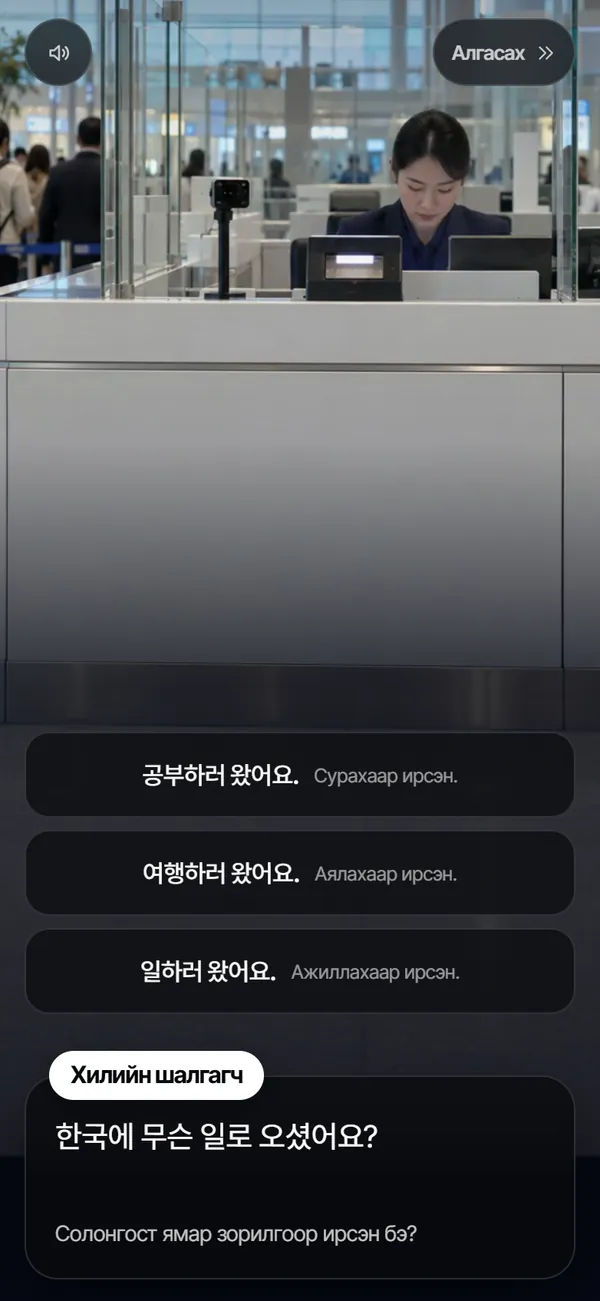 Алгасах
공부하러 왔어요. Сурахаар ирсэн.
여행하러 왔어요. Аялахаар ирсэн.
일하러 왔어요. Ажиллахаар ирсэн.
Хилийн шалгагч
한국에 무슨 일로 오셨어요?
Солонгост ямар зорилгоор ирсэн бэ?